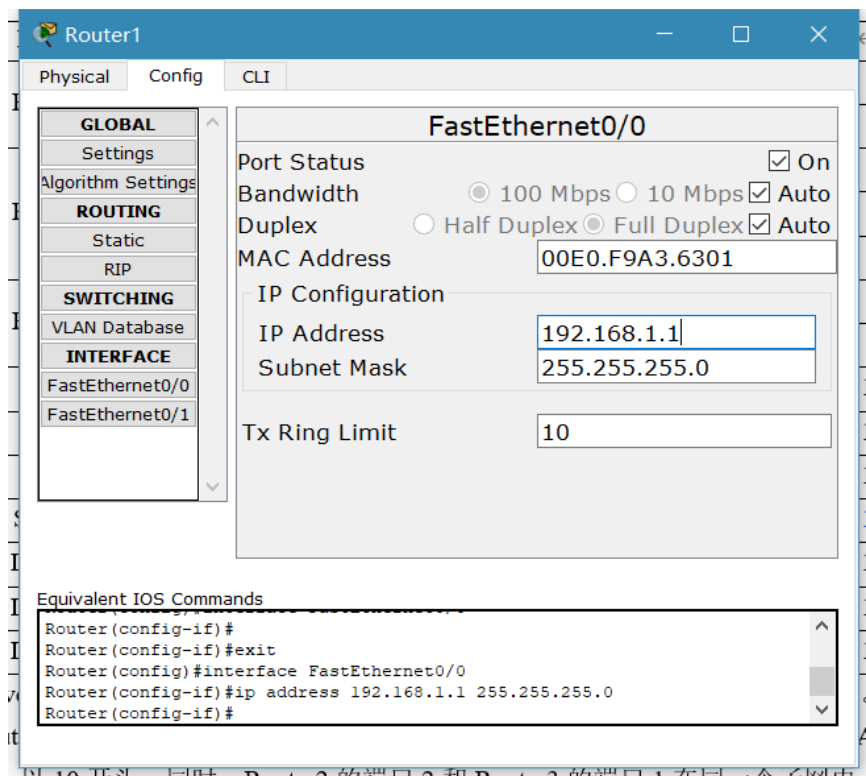 Router1
Physical Config CLI
GLOBAL
Settings
Algorithm Settings
ROUTING
Static
RIP
SWITCHING
VLAN Database
INTERFACE
FastEthernet0/0
FastEthernet0/1
FastEthernet0/0
Port Status On
Bandwidth 100 Mbps 10 Mbps Auto
Duplex Half Duplex Full Duplex Auto
MAC Address 00E0.F9A3.6301
IP Configuration
IP Address 192.168.1.1
Subnet Mask 255.255.255.0
Tx Ring Limit 10
Equivalent IOS Commands
Router(config-if)#
Router(config-if)#exit
Router(config)#interface FastEthernet0/0
Router(config-if)#ip address 192.168.1.1 255.255.255.0
Router(config-if)#